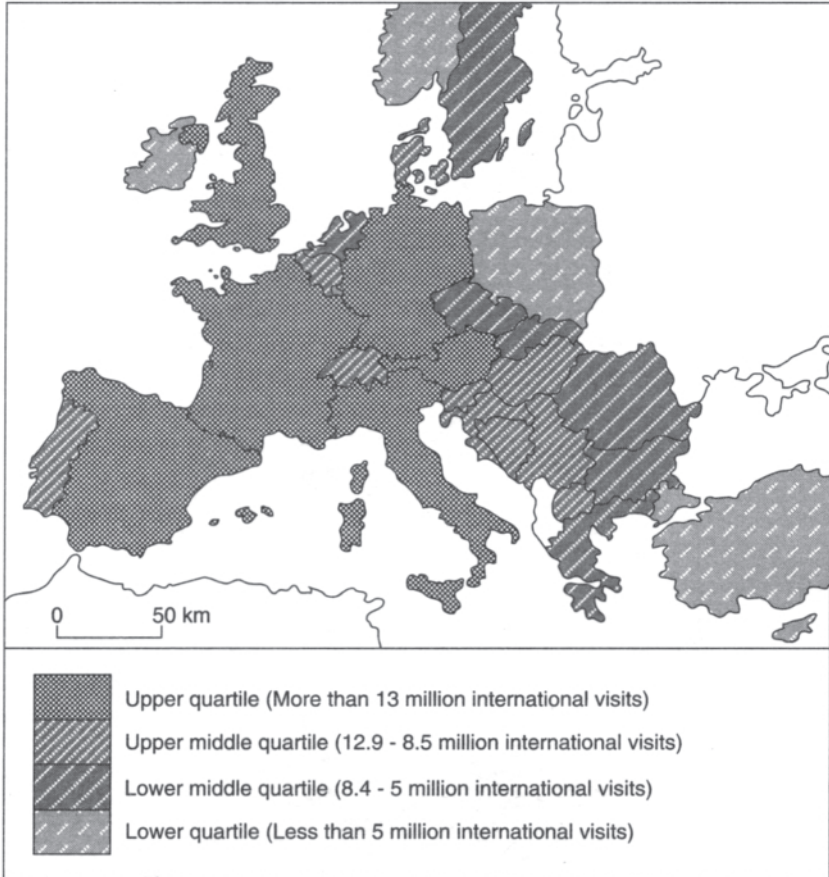 0 50 km
Upper quartile (More than 13 million international visits)
Upper middle quartile (12.9 - 8.5 million international visits)
Lower middle quartile (8.4 - 5 million international visits)
Lower quartile (Less than 5 million international visits)